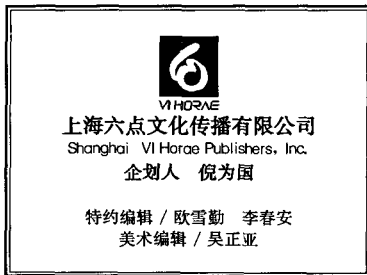 VI HORAE
上海六点文化传播有限公司
Shanghai VI Horae Publishers, Inc.
企划人 倪为国
特约编辑 / 欧雪勤 李春安
美术编辑 / 吴正亚